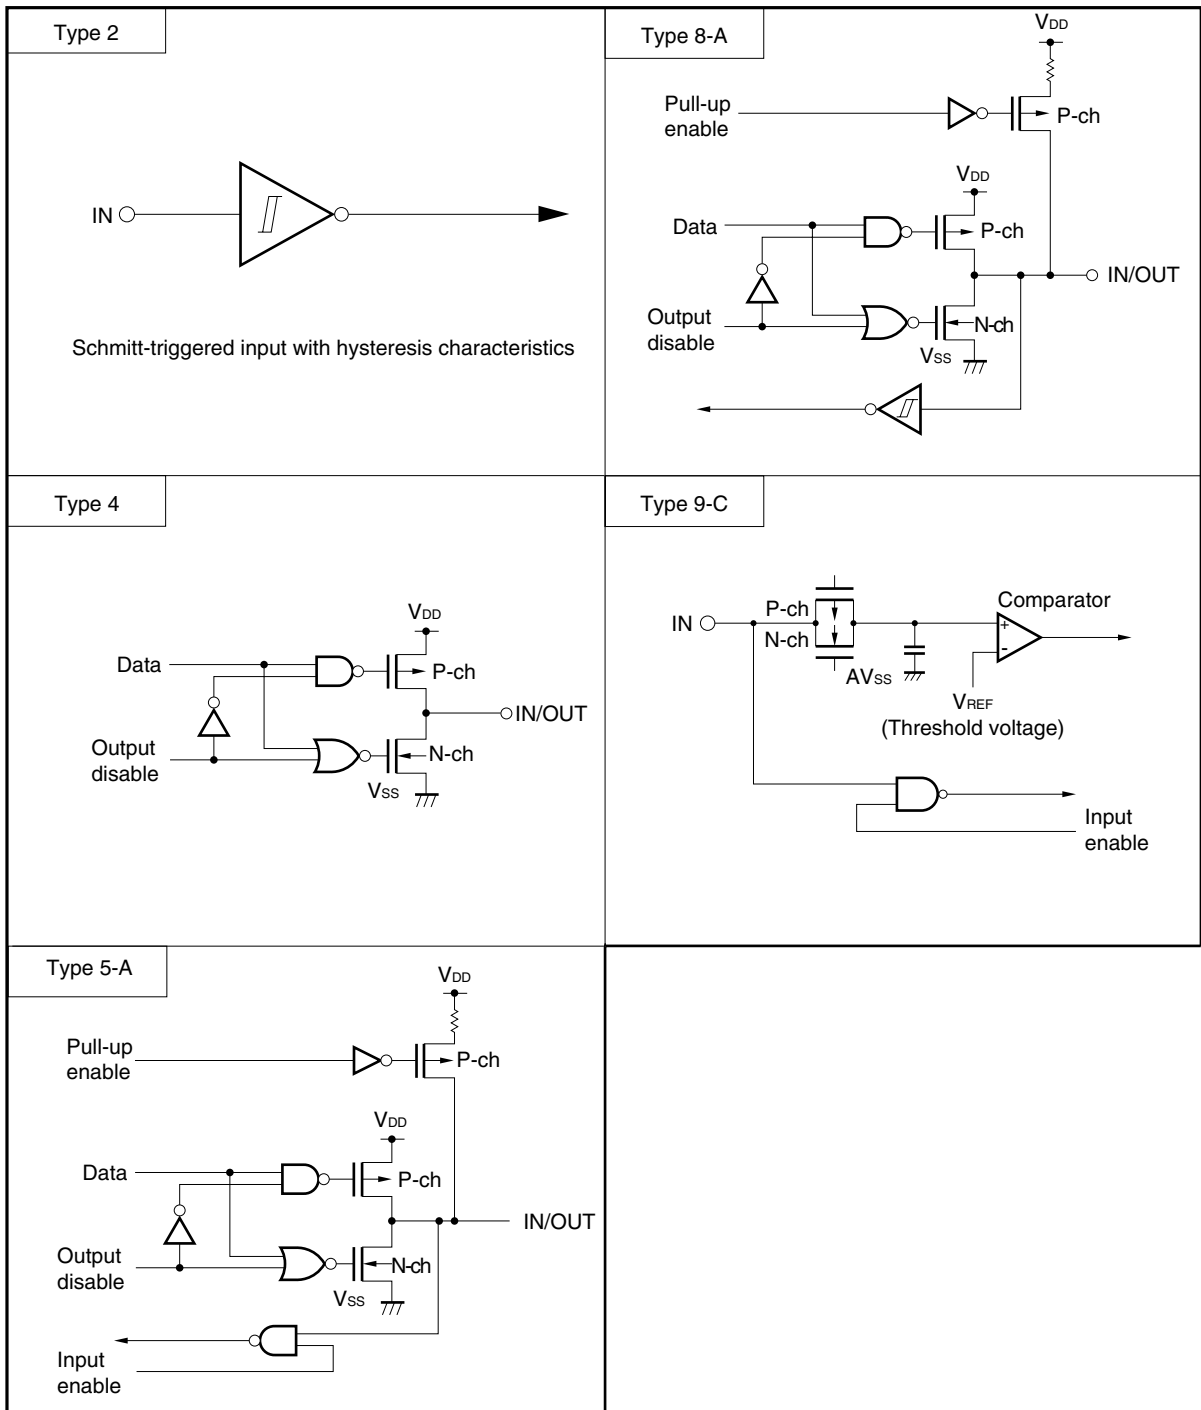 Type 2
IN
Schmitt-triggered input with hysteresis characteristics
Type 8-A
VDD
Pull-up
enable
P-ch
VDD
Data
P-ch
IN/OUT
Output
disable
N-ch
VSS
Type 4
VDD
Data
P-ch
IN/OUT
Output
disable
N-ch
VSS
Type 9-C
IN
P-ch
N-ch
Comparator
+
-
AVSS
VREF
(Threshold voltage)
Input
enable
Type 5-A
VDD
Pull-up
enable
P-ch
VDD
Data
P-ch
IN/OUT
Output
disable
N-ch
VSS
Input
enable